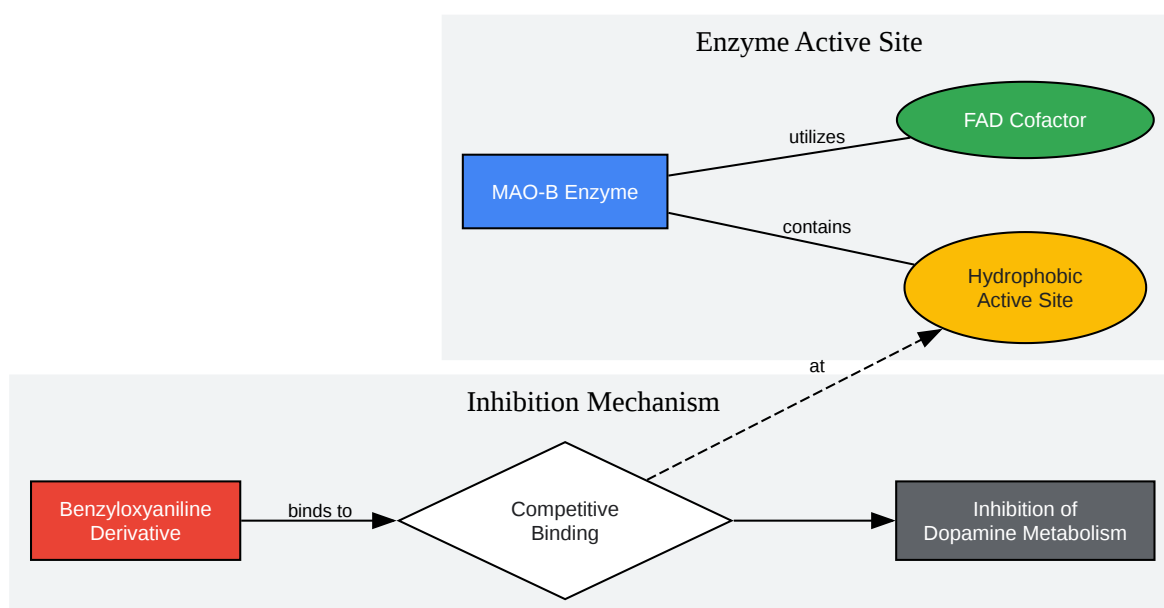 Enzyme Active Site
FAD Cofactor
utilizes
MAO-B Enzyme
contains
Hydrophobic
Active Site
at
Inhibition Mechanism
Benzyloxyaniline
Derivative
binds to
Competitive
Binding
Inhibition of
Dopamine Metabolism